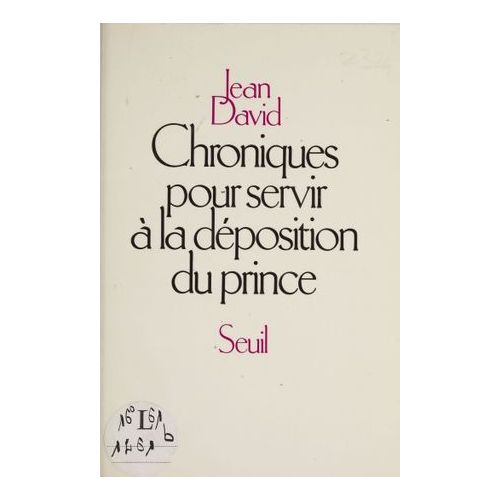 Jean
David
Chroniques
pour servir
à la déposition
du prince
Seuil
L